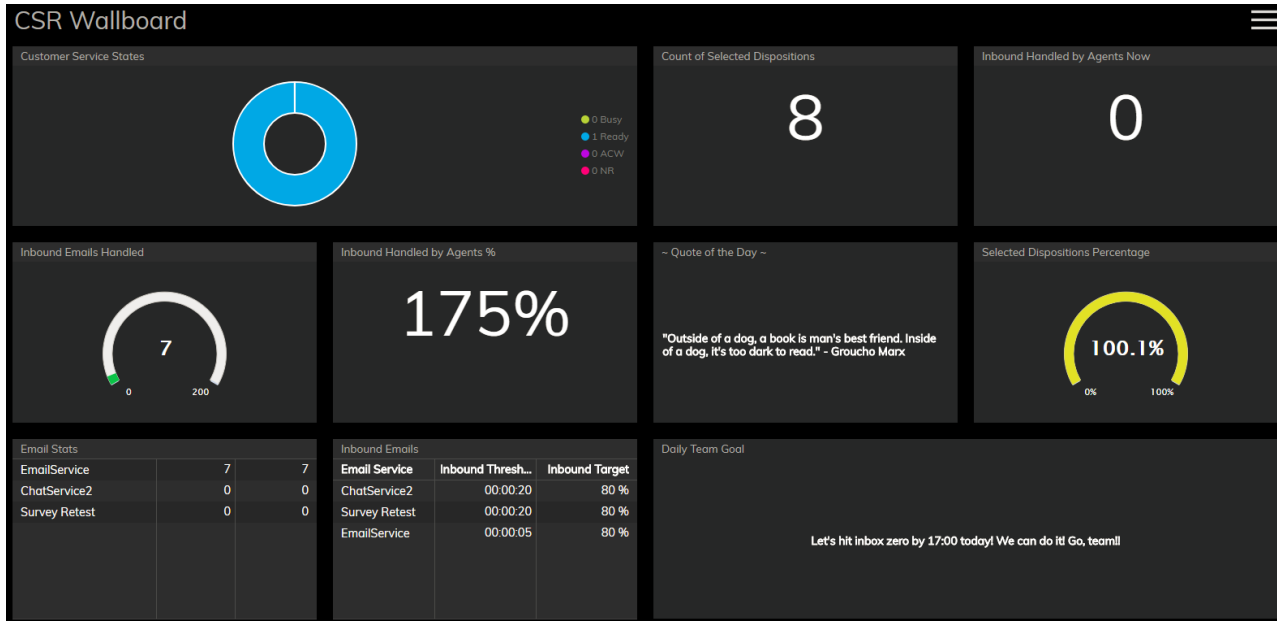 CSR Wallboard
Customer Service States
0 Busy
1 Ready
0 ACW
0 NR
Count of Selected Dispositions
8
Inbound Handled by Agents Now
0
Inbound Emails Handled
7
0 200
Inbound Handled by Agents %
175%
~ Quote of the Day ~
"Outside of a dog, a book is man's best friend. Inside
of a dog, it's too dark to read." - Groucho Marx
Selected Dispositions Percentage
100.1%
0% 100%
Email Stats
EmailService 7 7
ChatService2 0 0
Survey Retest 0 0
Inbound Emails
Email Service Inbound Thresh... Inbound Target
ChatService2 00:00:20 80 %
Survey Retest 00:00:20 80 %
EmailService 00:00:05 80 %
Daily Team Goal
Let's hit inbox zero by 17:00 today! We can do it! Go, team!!